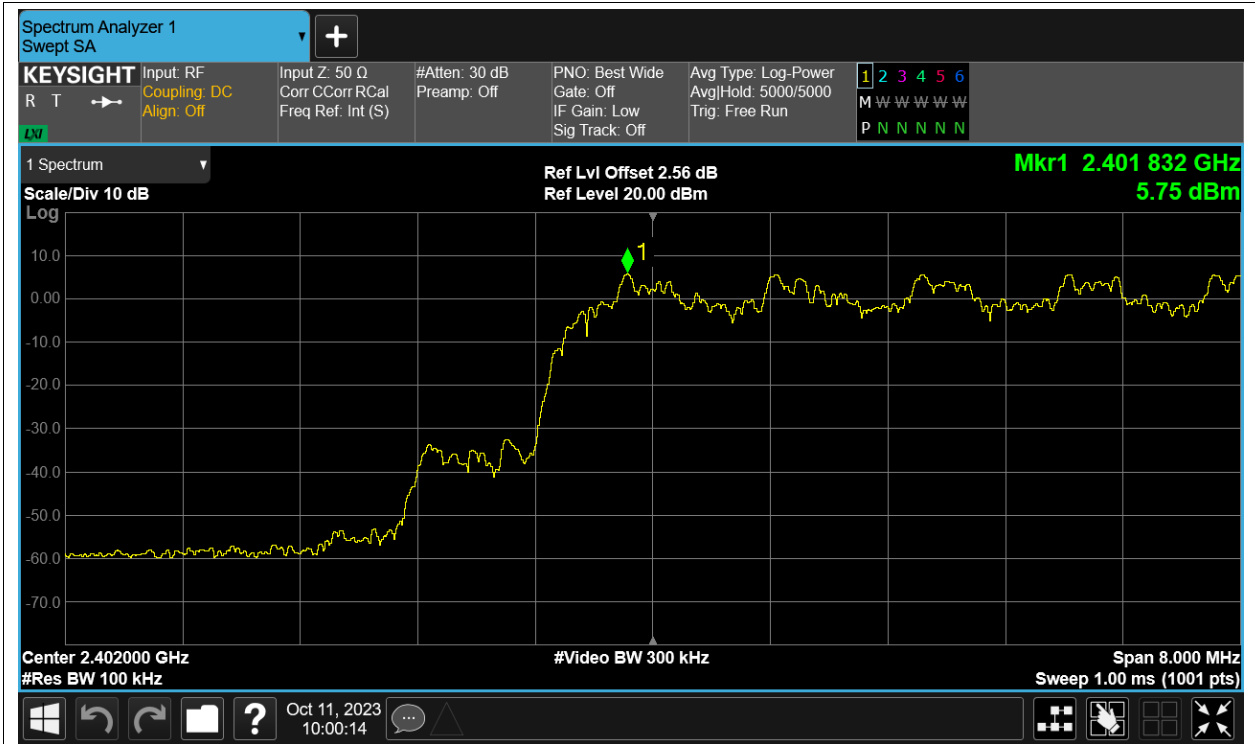 Spectrum Analyzer 1
Swept SA
+
KEYSIGHT
R T
LXI
Input: RF
Coupling: DC
Align: Off
Input Z: 50 Ω
Corr CCorr RCal
Freq Ref: Int (S)
#Atten: 30 dB
Preamp: Off
PNO: Best Wide
Gate: Off
IF Gain: Low
Sig Track: Off
Avg Type: Log-Power
Avg|Hold: 5000/5000
Trig: Free Run
1 2 3 4 5 6
M W W W W W
P N N N N N
1 Spectrum
Scale/Div 10 dB
Log
Ref Lvl Offset 2.56 dB
Ref Level 20.00 dBm
Mkr1 2.401 832 GHz
5.75 dBm
1
10.0
0.00
-10.0
-20.0
-30.0
-40.0
-50.0
-60.0
-70.0
Center 2.402000 GHz
#Res BW 100 kHz
#Video BW 300 kHz
Span 8.000 MHz
Sweep 1.00 ms (1001 pts)
?
Oct 11, 2023
10:00:14